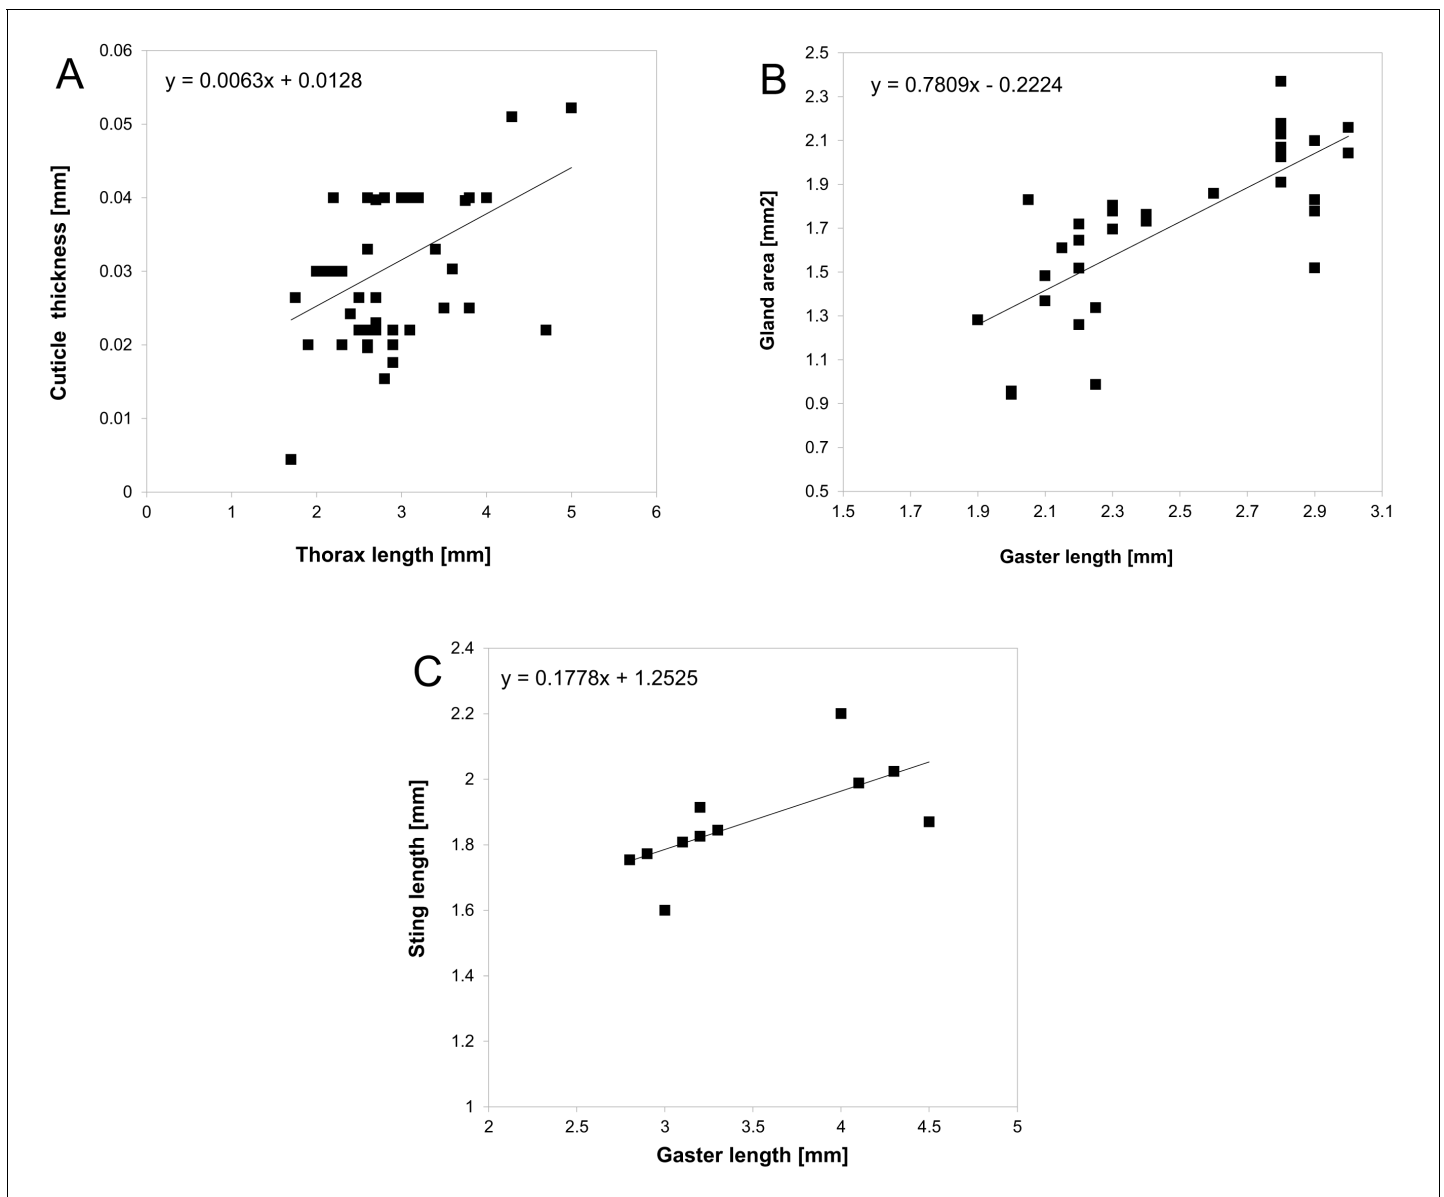 A
y = 0.0063x + 0.0128
0.06
0.05
0.04
0.03
0.02
0.01
0
Cuticle thickness [mm]
0 1 2 3 4 5 6
Thorax length [mm]
B
y = 0.7809x - 0.2224
2.5
2.3
2.1
1.9
1.7
1.5
1.3
1.1
0.9
0.7
0.5
Gland area [mm2]
1.5 1.7 1.9 2.1 2.3 2.5 2.7 2.9 3.1
Gaster length [mm]
C
y = 0.1778x + 1.2525
2.4
2.2
2
1.8
1.6
1.4
1.2
1
Sting length [mm]
2 2.5 3 3.5 4 4.5 5
Gaster length [mm]